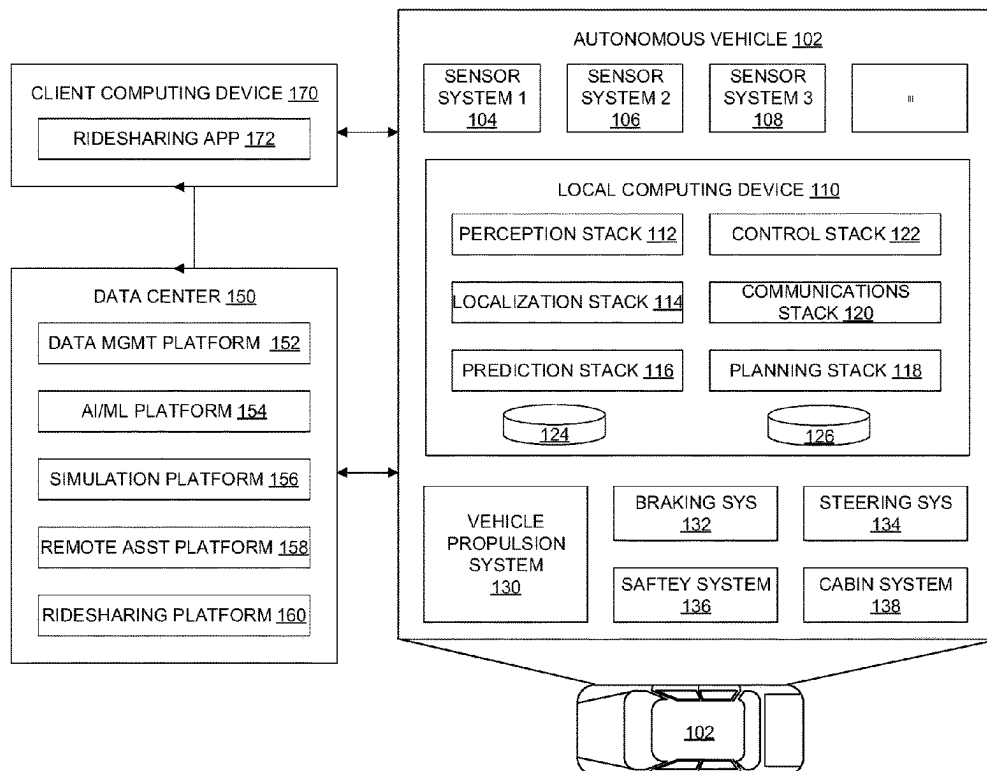 AUTONOMOUS VEHICLE 102
SENSOR
SYSTEM 1
104
SENSOR
SYSTEM 2
106
SENSOR
SYSTEM 3
108
CLIENT COMPUTING DEVICE 170
RIDESHARING APP 172
LOCAL COMPUTING DEVICE 110
PERCEPTION STACK 112
CONTROL STACK 122
LOCALIZATION STACK 114
COMMUNICATIONS
STACK 120
PREDICTION STACK 116
PLANNING STACK 118
124
126
DATA CENTER 150
DATA MGMT PLATFORM 152
AI/ML PLATFORM 154
SIMULATION PLATFORM 156
REMOTE ASST PLATFORM 158
RIDESHARING PLATFORM 160
VEHICLE
PROPULSION
SYSTEM
130
BRAKING SYS
132
STEERING SYS
134
SAFTEY SYSTEM
136
CABIN SYSTEM
138
102